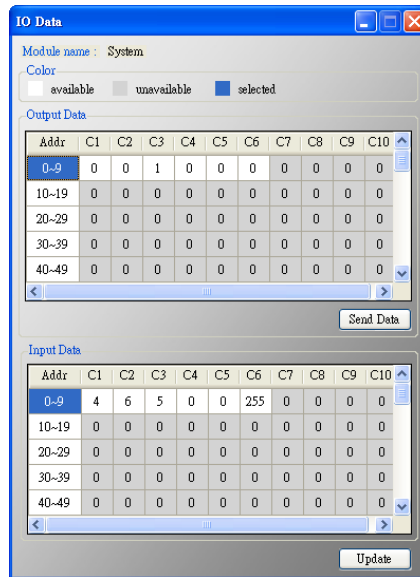 IO Data
Module name : System
Color
available unavailable selected
Output Data
Addr C1 C2 C3 C4 C5 C6 C7 C8 C9 C10
0~9 0 0 1 0 0 0 0 0 0 0
10~19 0 0 0 0 0 0 0 0 0 0
20~29 0 0 0 0 0 0 0 0 0 0
30~39 0 0 0 0 0 0 0 0 0 0
40~49 0 0 0 0 0 0 0 0 0 0
Send Data
Input Data
Addr C1 C2 C3 C4 C5 C6 C7 C8 C9 C10
0~9 4 6 5 0 0 255 0 0 0 0
10~19 0 0 0 0 0 0 0 0 0 0
20~29 0 0 0 0 0 0 0 0 0 0
30~39 0 0 0 0 0 0 0 0 0 0
40~49 0 0 0 0 0 0 0 0 0 0
Update